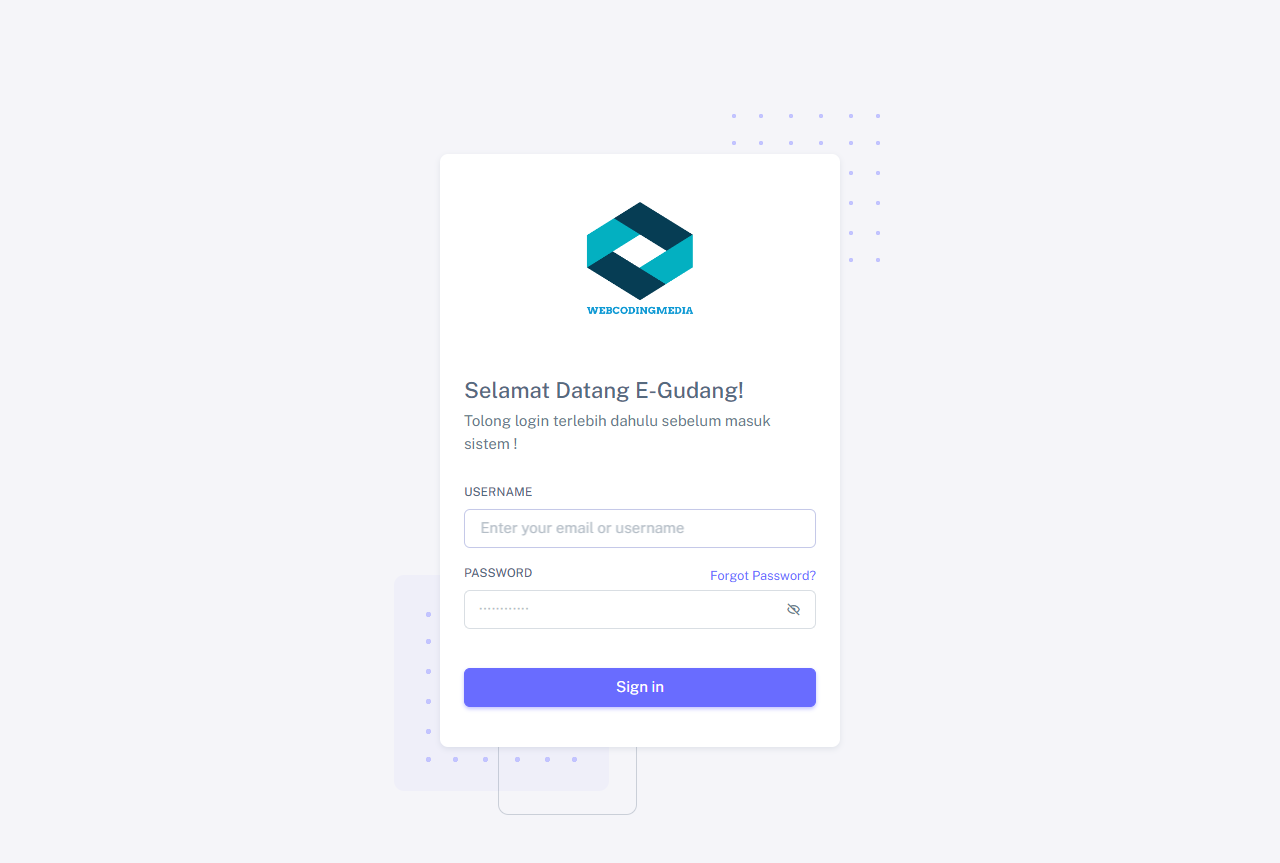 WEBCODINGMEDIA
Selamat Datang E-Gudang!
Tolong login terlebih dahulu sebelum masuk
sistem !
USERNAME
Enter your email or username
PASSWORD
Forgot Password?
············
Sign in